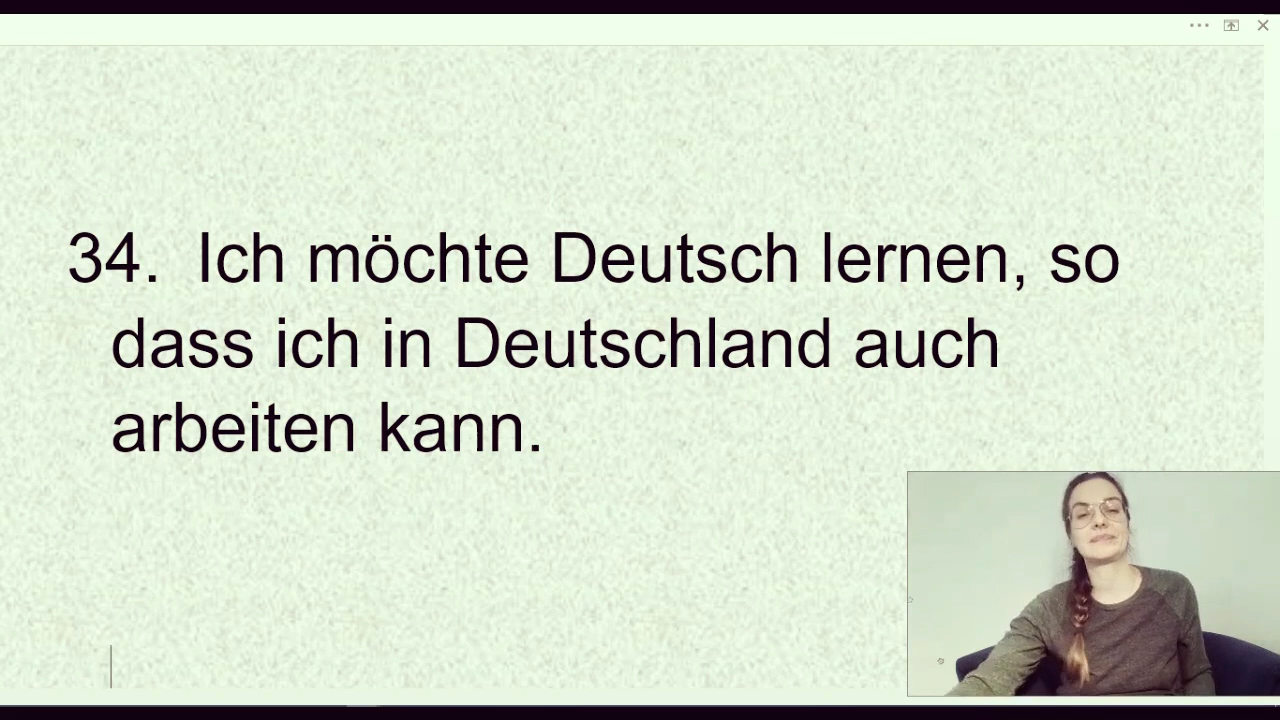 34. Ich möchte Deutsch lernen, so
dass ich in Deutschland auch
arbeiten kann.